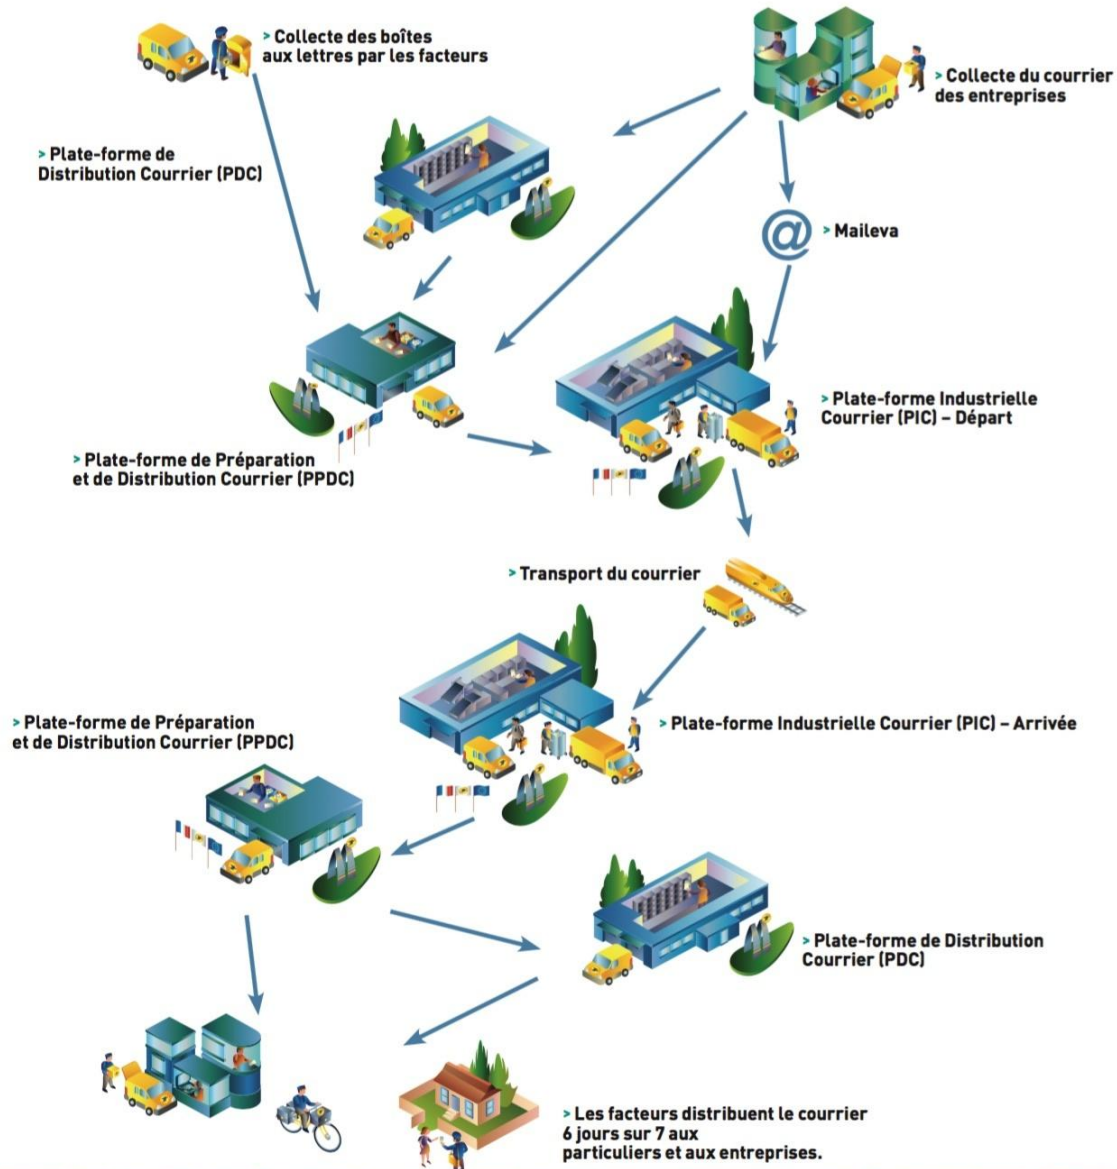 > Collecte des boîtes
aux lettres par les facteurs
> Collecte du courrier
des entreprises
> Plate-forme de
Distribution Courrier (PDC)
@
> Maileva
> Plate-forme Industrielle
Courrier (PIC) – Départ
> Plate-forme de Préparation
et de Distribution Courrier (PPDC)
> Transport du courrier
> Plate-forme de Préparation
et de Distribution Courrier (PPDC)
> Plate-forme Industrielle Courrier (PIC) – Arrivée
> Plate-forme de Distribution
Courrier (PDC)
> Les facteurs distribuent le courrier
6 jours sur 7 aux
particuliers et aux entreprises.